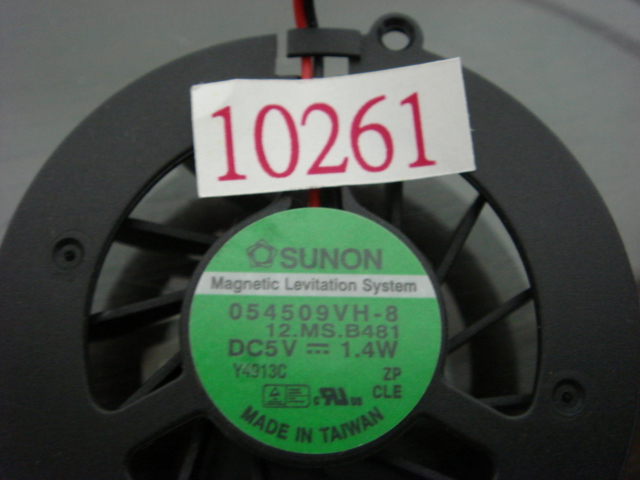 10261
SUNON
Magnetic Levitation System
054509VH-8
12.MS.B481
DC5V ⎓ 1.4W
Y4313C ZP
CLE
MADE IN TAIWAN